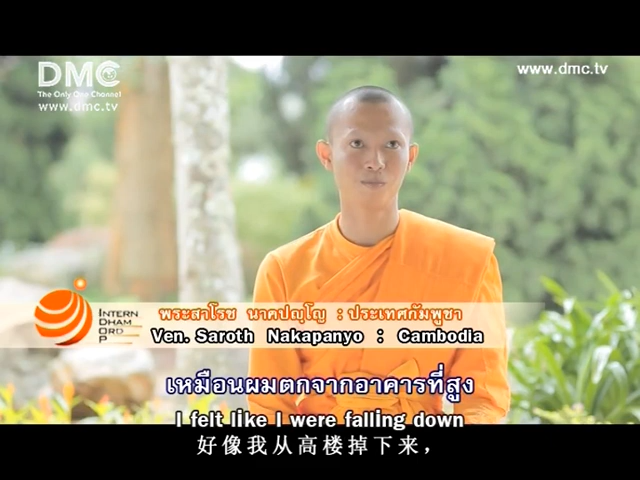 DMC
The Only One Channel
www.dmc.tv
www.dmc.tv
INTERN
DHAM
ORD
P
พระสาโรช นาคปญฺโญ : ประเทศกัมพูชา
Ven. Saroth Nakapanyo : Cambodia
เหมือนผมตกจากอาคารที่สูง
I felt like I were falling down
好像我从高楼掉下来，